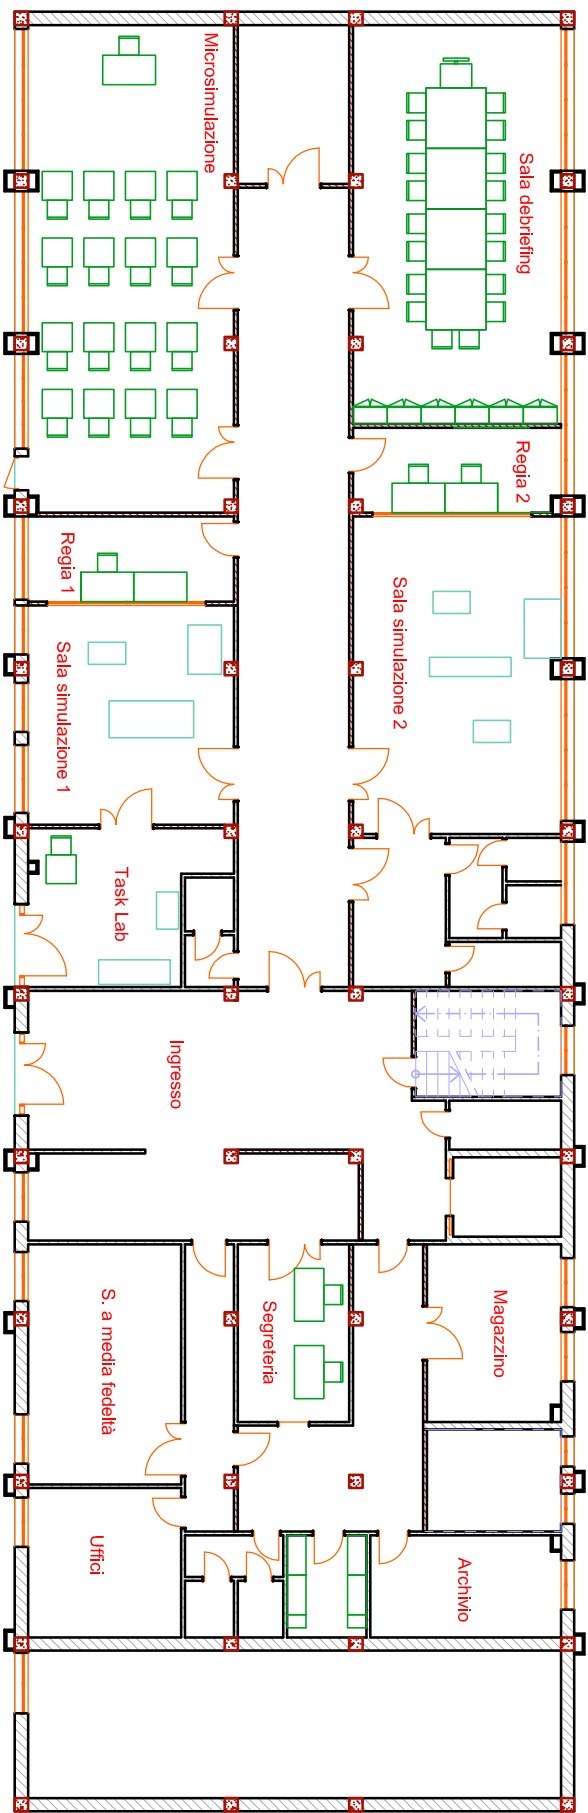 Microsimulazione
Sala debriefing
Regia 2
Regia 1
Sala simulazione 2
Sala simulazione 1
Task Lab
Ingresso
S. a media fedeltà
Segreteria
Magazzino
Uffici
Archivio